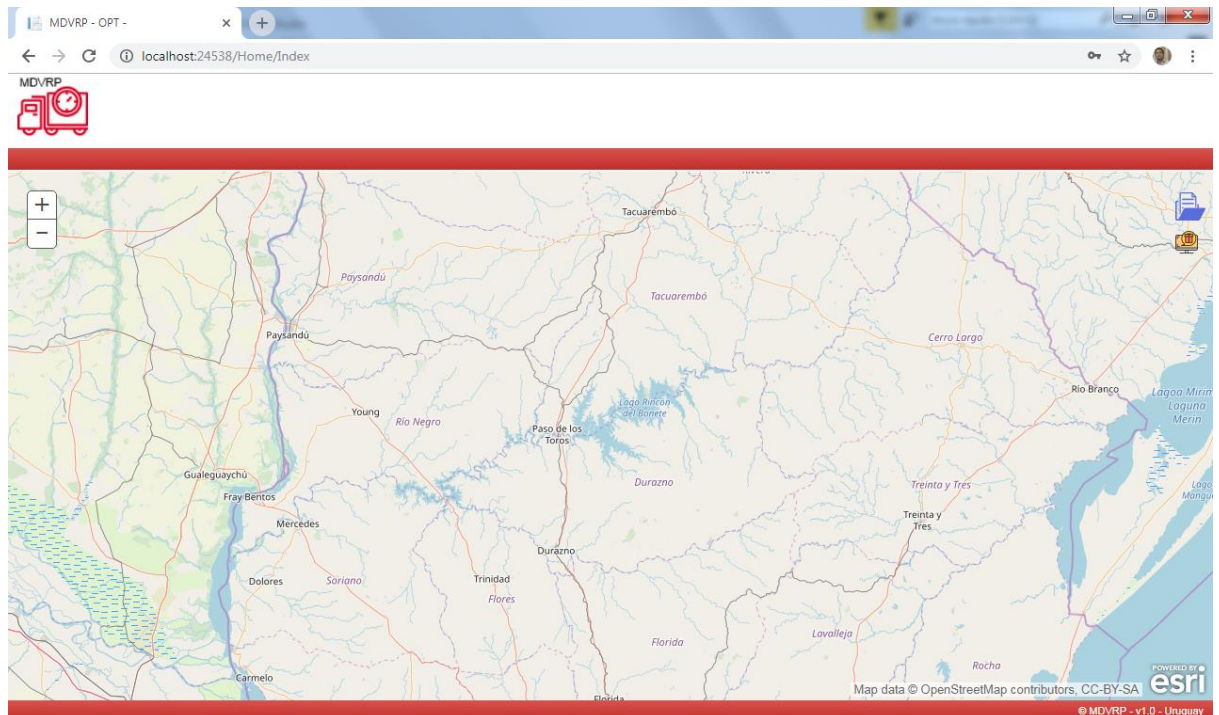 MDVRP - OPT -
localhost:24538/Home/Index
MDVRP
+
−
Tacuarembó
Paysandú
Tacuarembó
Paysandú
Cerro Largo
Río Branco
Lagoa Mirim
Laguna
Merín
Lago Rincón
del Bonete
Young
Río Negro
Paso de los
Toros
Gualeguaychú
Durazno
Treinta y Tres
Lago
Mangue
Fray Bentos
Mercedes
Treinta y
Tres
Durazno
Dolores
Soriano
Trinidad
Flores
Florida
Lavalleja
Rocha
Carmelo
POWERED BY
esri
Map data © OpenStreetMap contributors, CC-BY-SA
Florida
© MDVRP - v1.0 - Uruguay